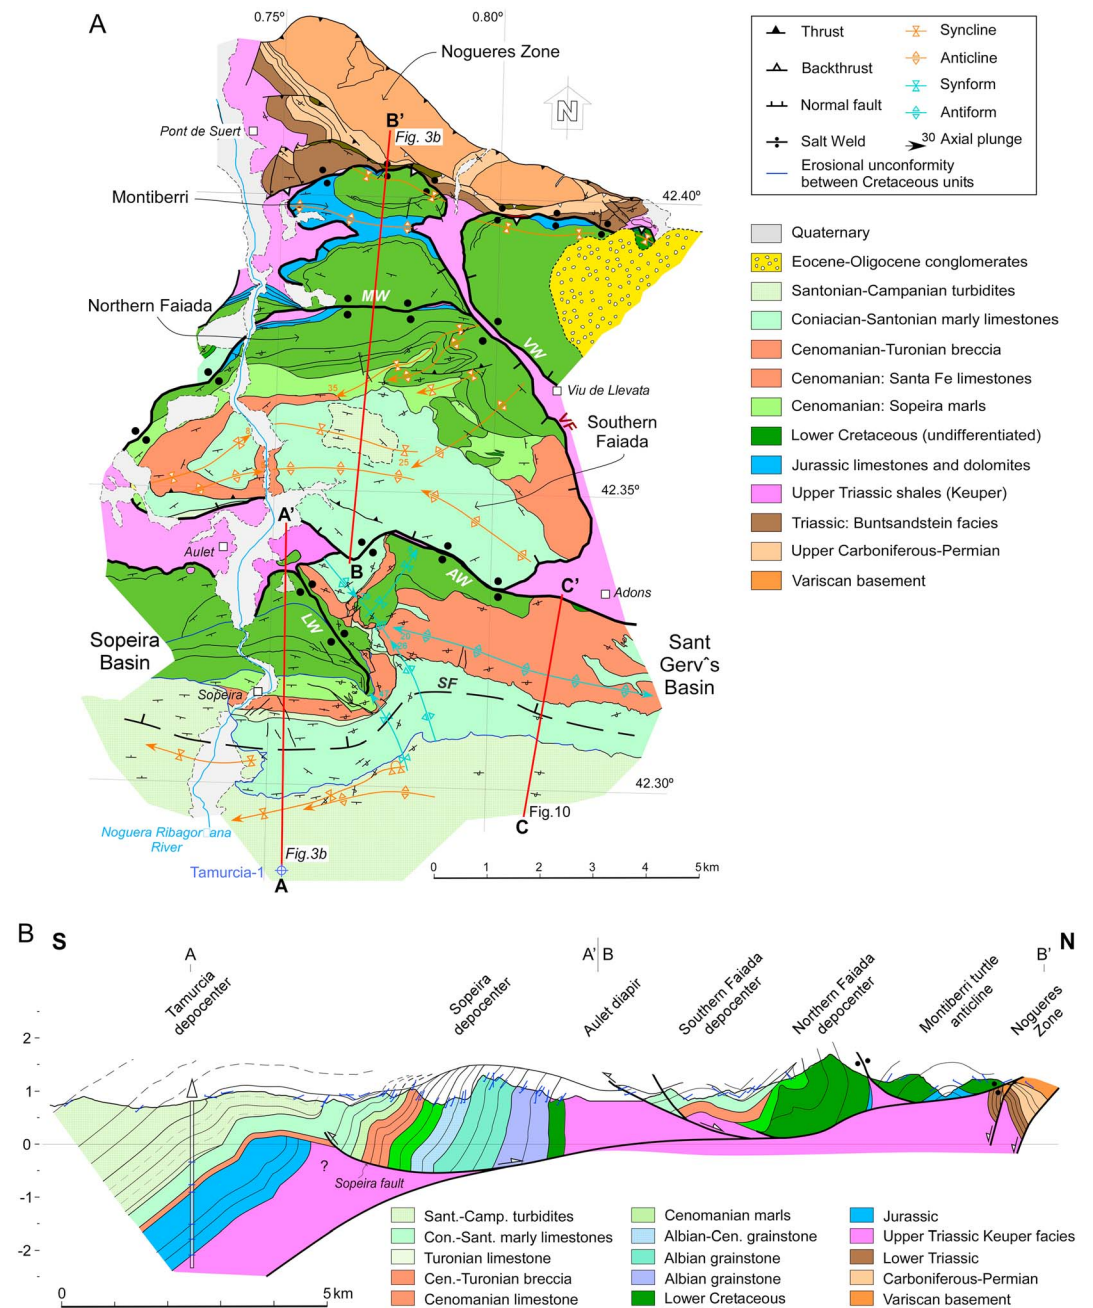 A
0.75º
0.80º
Nogueres Zone
B'
Fig. 3b
Pont de Suert
Montiberri
42.40º
Northern Faiada
MW
VW
Viu de Llevata
VF
Southern
Faiada
35
25
42.35º
A'
Aulet
B
AW
C'
Adons
LW
Sopeira
Basin
Sant
Gervˆs
Basin
Sopeira
SF
42.30º
Fig.10
C
Noguera Ribagor□ana
River
Fig.3b
Tamurcia-1
A
0 1 2 3 4 5 km
N
Thrust
Backthrust
Normal fault
Salt Weld
Erosional unconformity
between Cretaceous units
Syncline
Anticline
Synform
Antiform
30 Axial plunge
Quaternary
Eocene-Oligocene conglomerates
Santonian-Campanian turbidites
Coniacian-Santonian marly limestones
Cenomanian-Turonian breccia
Cenomanian: Santa Fe limestones
Cenomanian: Sopeira marls
Lower Cretaceous (undifferentiated)
Jurassic limestones and dolomites
Upper Triassic shales (Keuper)
Triassic: Buntsandstein facies
Upper Carboniferous-Permian
Variscan basement
B
S
N
A
A' B
B'
Tamurcia
depocenter
Sopeira
depocenter
Aulet diapir
Southern Faiada
depocenter
Northern Faiada
depocenter
Montiberri turtle
anticline
Nogueres
Zone
2
1
0
-1
-2
?
Sopeira fault
0 5 km
Sant.-Camp. turbidites
Con.-Sant. marly limestones
Turonian limestone
Cen.-Turonian breccia
Cenomanian limestone
Cenomanian marls
Albian-Cen. grainstone
Albian grainstone
Albian grainstone
Lower Cretaceous
Jurassic
Upper Triassic Keuper facies
Lower Triassic
Carboniferous-Permian
Variscan basement